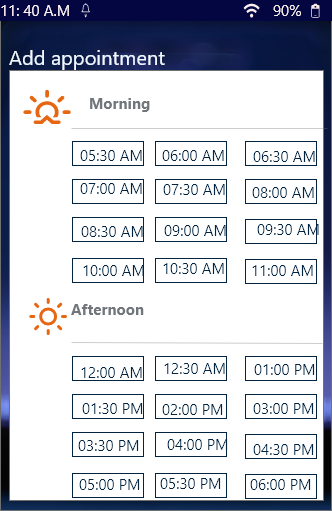 11: 40 A.M 90%
Add appointment
Morning
05:30 AM 06:00 AM 06:30 AM
07:00 AM 07:30 AM 08:00 AM
08:30 AM 09:00 AM 09:30 AM
10:00 AM 10:30 AM 11:00 AM
Afternoon
12:00 AM 12:30 AM 01:00 PM
01:30 PM 02:00 PM 03:00 PM
03:30 PM 04:00 PM 04:30 PM
05:00 PM 05:30 PM 06:00 PM